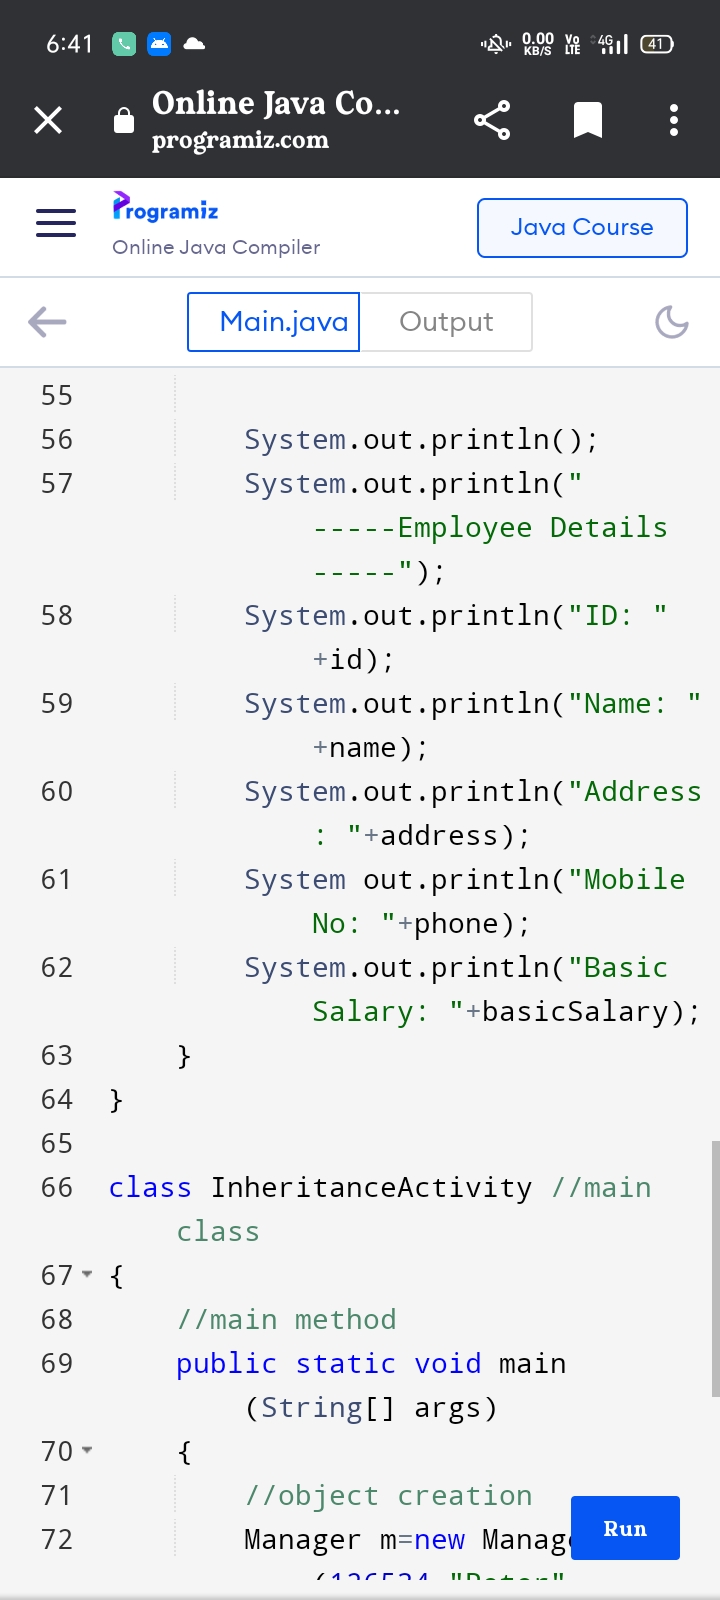 6:41 0.00 KB/S Vo LTE 4G 41
Online Java Co...
programiz.com
Programiz
Online Java Compiler
Java Course
Main.java Output
55
56 System.out.println();
57 System.out.println("
-----Employee Details
-----");
58 System.out.println("ID: "
+id);
59 System.out.println("Name: "
+name);
60 System.out.println("Address
: "+address);
61 System out.println("Mobile
No: "+phone);
62 System.out.println("Basic
Salary: "+basicSalary);
63 }
64 }
65
66 class InheritanceActivity //main
class
67 {
68 //main method
69 public static void main
(String[] args)
70 {
71 //object creation
72 Manager m=new Manag
Run